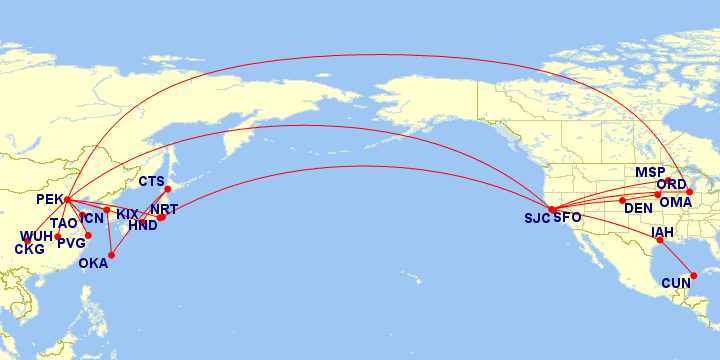 MSP
CTS
ORD
PEK
KIX
NRT
OMA
DEN
ICN
SJC
SFO
TAO
HND
IAH
WUH
PVG
CKG
OKA
CUN